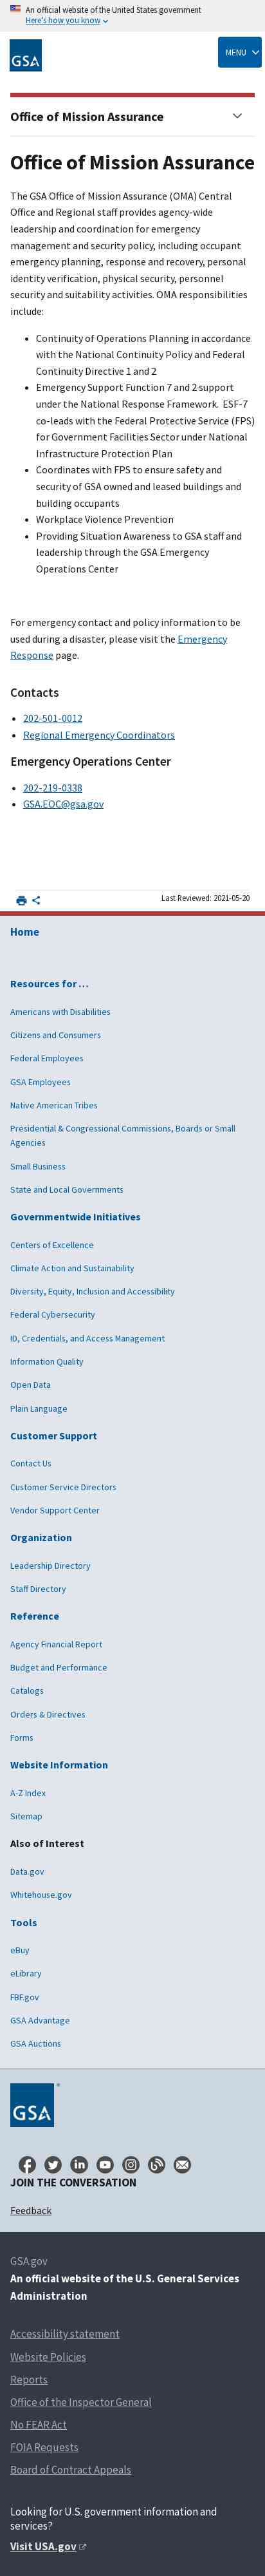 An official website of the United States government
Here's how you know
GSA
MENU
Office of Mission Assurance
Office of Mission Assurance
The GSA Office of Mission Assurance (OMA) Central
Office and Regional staff provides agency-wide
leadership and coordination for emergency
management and security policy, including occupant
emergency planning, response and recovery, personal
identity verification, physical security, personnel
security and suitability activities. OMA responsibilities
include:
Continuity of Operations Planning in accordance
with the National Continuity Policy and Federal
Continuity Directive 1 and 2
Emergency Support Function 7 and 2 support
under the National Response Framework. ESF-7
co-leads with the Federal Protective Service (FPS)
for Government Facilities Sector under National
Infrastructure Protection Plan
Coordinates with FPS to ensure safety and
security of GSA owned and leased buildings and
building occupants
Workplace Violence Prevention
Providing Situation Awareness to GSA staff and
leadership through the GSA Emergency
Operations Center
For emergency contact and policy information to be
used during a disaster, please visit the Emergency
Response page.
Contacts
202-501-0012
Regional Emergency Coordinators
Emergency Operations Center
202-219-0338
GSA.EOC@gsa.gov
Last Reviewed: 2021-05-20
Home
Resources for …
Americans with Disabilities
Citizens and Consumers
Federal Employees
GSA Employees
Native American Tribes
Presidential & Congressional Commissions, Boards or Small
Agencies
Small Business
State and Local Governments
Governmentwide Initiatives
Centers of Excellence
Climate Action and Sustainability
Diversity, Equity, Inclusion and Accessibility
Federal Cybersecurity
ID, Credentials, and Access Management
Information Quality
Open Data
Plain Language
Customer Support
Contact Us
Customer Service Directors
Vendor Support Center
Organization
Leadership Directory
Staff Directory
Reference
Agency Financial Report
Budget and Performance
Catalogs
Orders & Directives
Forms
Website Information
A-Z Index
Sitemap
Also of Interest
Data.gov
Whitehouse.gov
Tools
eBuy
eLibrary
FBF.gov
GSA Advantage
GSA Auctions
GSA
JOIN THE CONVERSATION
Feedback
GSA.gov
An official website of the U.S. General Services
Administration
Accessibility statement
Website Policies
Reports
Office of the Inspector General
No FEAR Act
FOIA Requests
Board of Contract Appeals
Looking for U.S. government information and
services?
Visit USA.gov